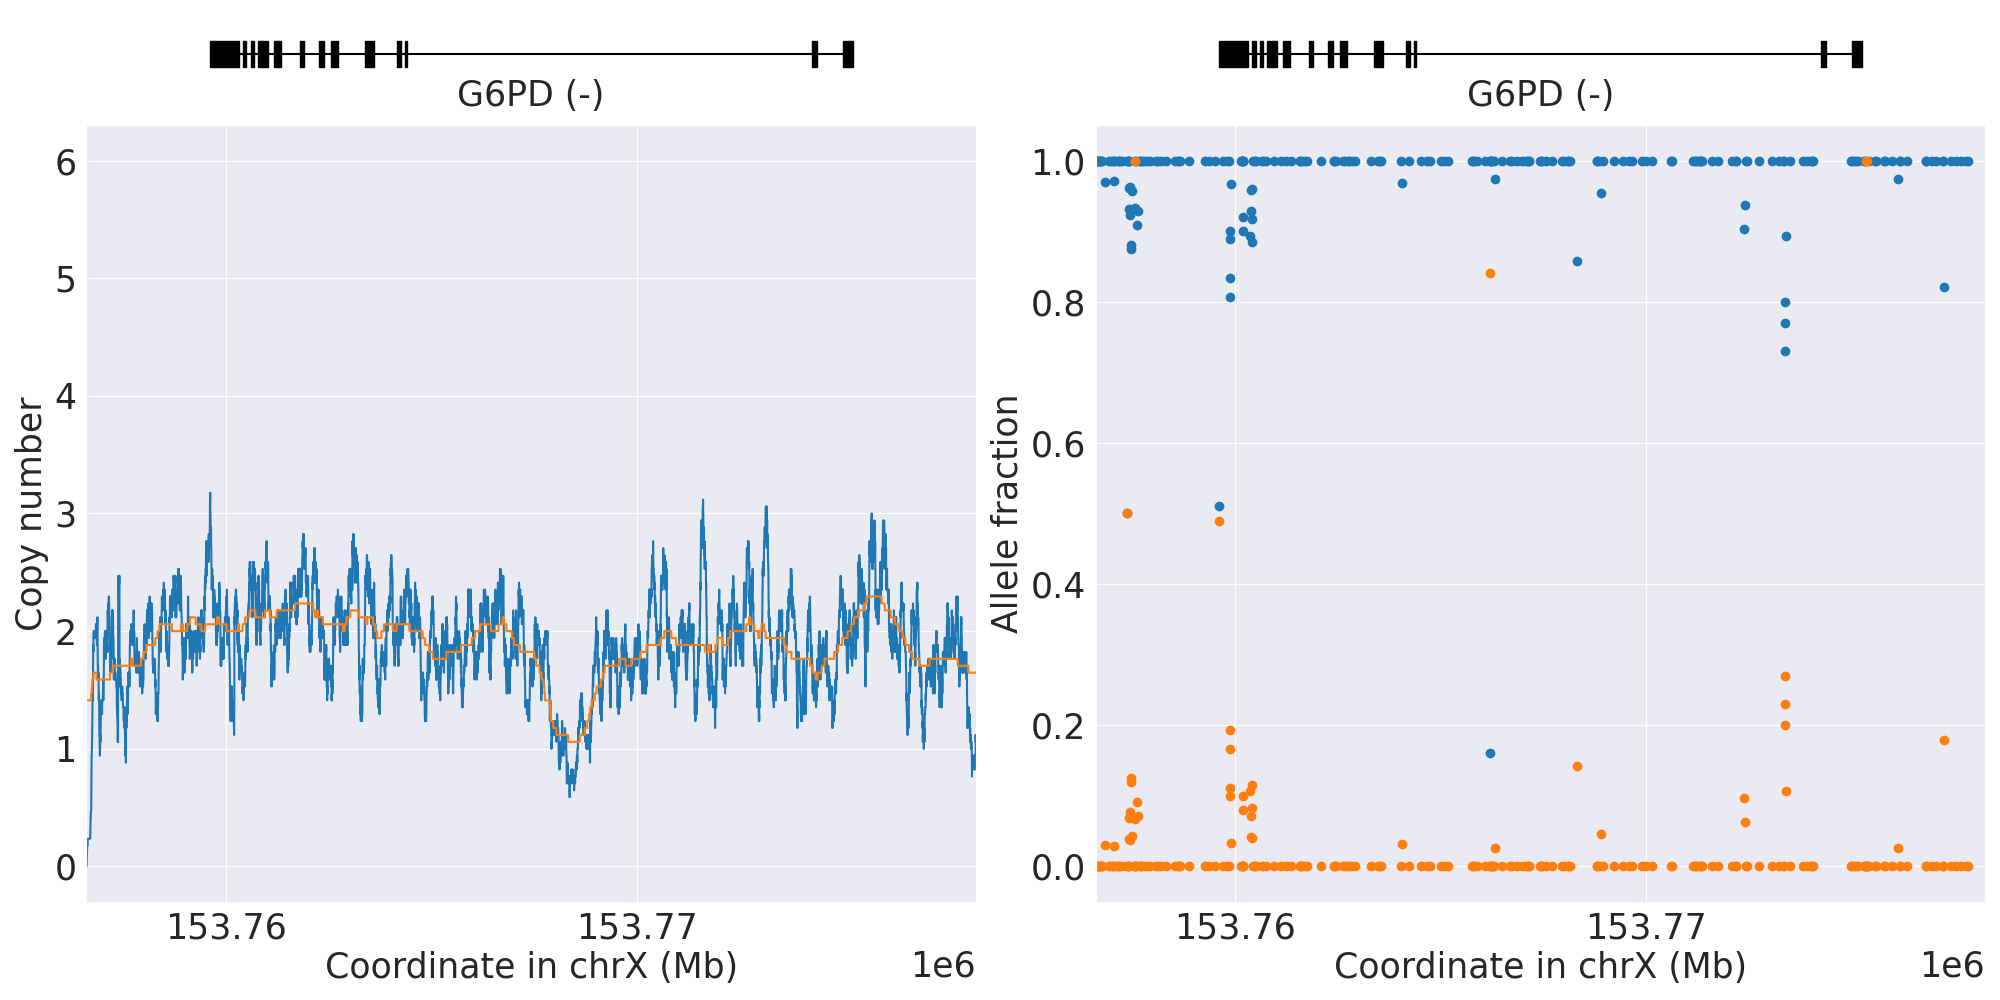 G6PD (-)
6
5
4
3
2
1
0
Copy number
153.76
153.77
Coordinate in chrX (Mb)
1e6
G6PD (-)
1.0
0.8
0.6
0.4
0.2
0.0
Allele fraction
153.76
153.77
Coordinate in chrX (Mb)
1e6